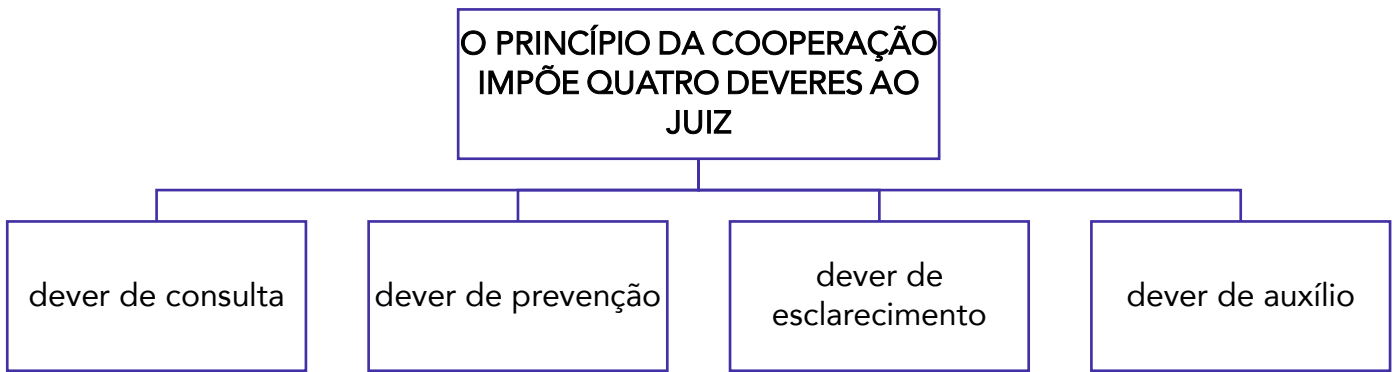 O PRINCÍPIO DA COOPERAÇÃO
IMPÕE QUATRO DEVERES AO
JUIZ
dever de consulta
dever de prevenção
dever de
esclarecimento
dever de auxílio